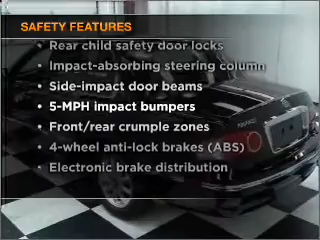 SAFETY FEATURES
• Rear child safety door locks
• Impact-absorbing steering column
• Side-impact door beams
• 5-MPH impact bumpers
• Front/rear crumple zones
• 4-wheel anti-lock brakes (ABS)
• Electronic brake distribution